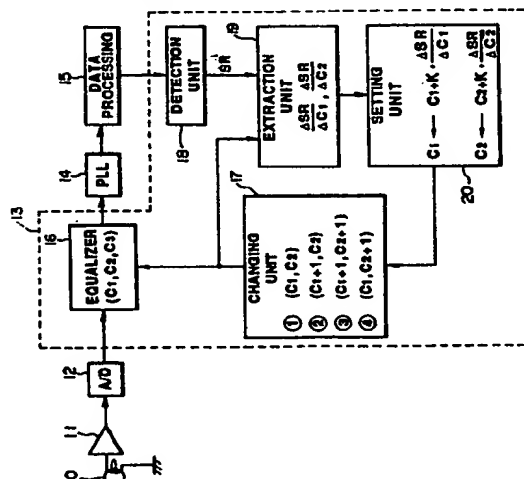 13
16
EQUALIZER
(C1,C2,C3)
14
PLL
15
DATA
PROCESSING
12
A/D
11
0
18
DETECTION
UNIT
SR
19
EXTRACTION
UNIT
ΔSR/ΔC1, ΔSR/ΔC2
17
CHANGING
UNIT
① (C1,C2)
② (C1+1,C2)
③ (C1+1,C2+1)
④ (C1,C2+1)
SETTING
UNIT
C1 ← C1+K·ΔSR/ΔC1
C2 ← C2+K·ΔSR/ΔC2
20